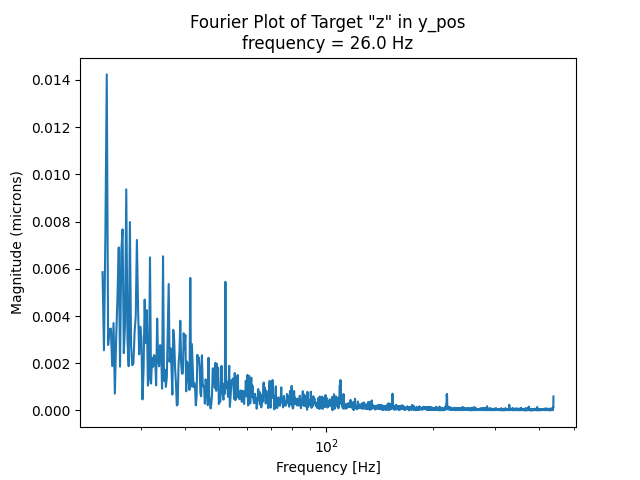 Fourier Plot of Target "z" in y_pos
frequency = 26.0 Hz
Magnitude (microns)
0.014
0.012
0.010
0.008
0.006
0.004
0.002
0.000
10²
Frequency [Hz]